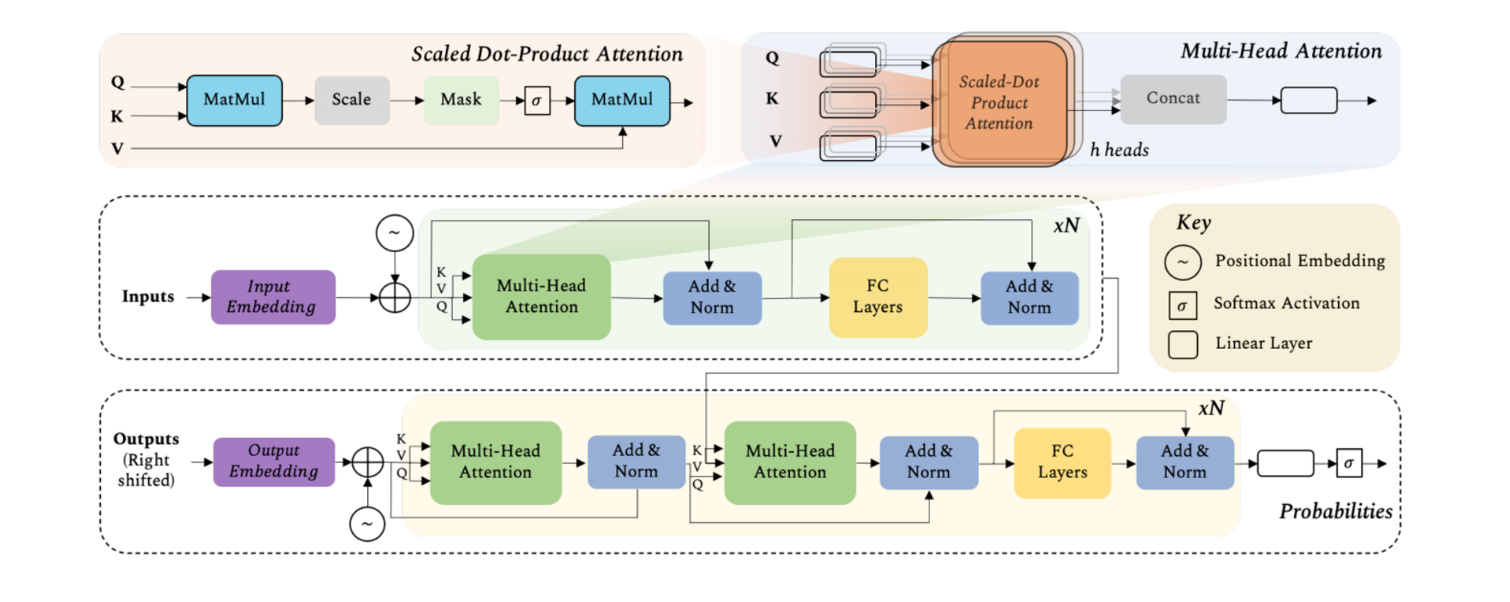 Scaled Dot-Product Attention
Q
K
V
MatMul
Scale
Mask
σ
MatMul
Multi-Head Attention
Q
K
V
Scaled-Dot
Product
Attention
h heads
Concat
Inputs
Input
Embedding
~
K
V
Q
Multi-Head
Attention
Add &
Norm
FC
Layers
Add &
Norm
xN
Key
~ Positional Embedding
σ Softmax Activation
Linear Layer
Outputs
(Right
shifted)
Output
Embedding
~
K
V
Q
Multi-Head
Attention
Add &
Norm
K
V
Q
Multi-Head
Attention
Add &
Norm
FC
Layers
Add &
Norm
xN
σ
Probabilities